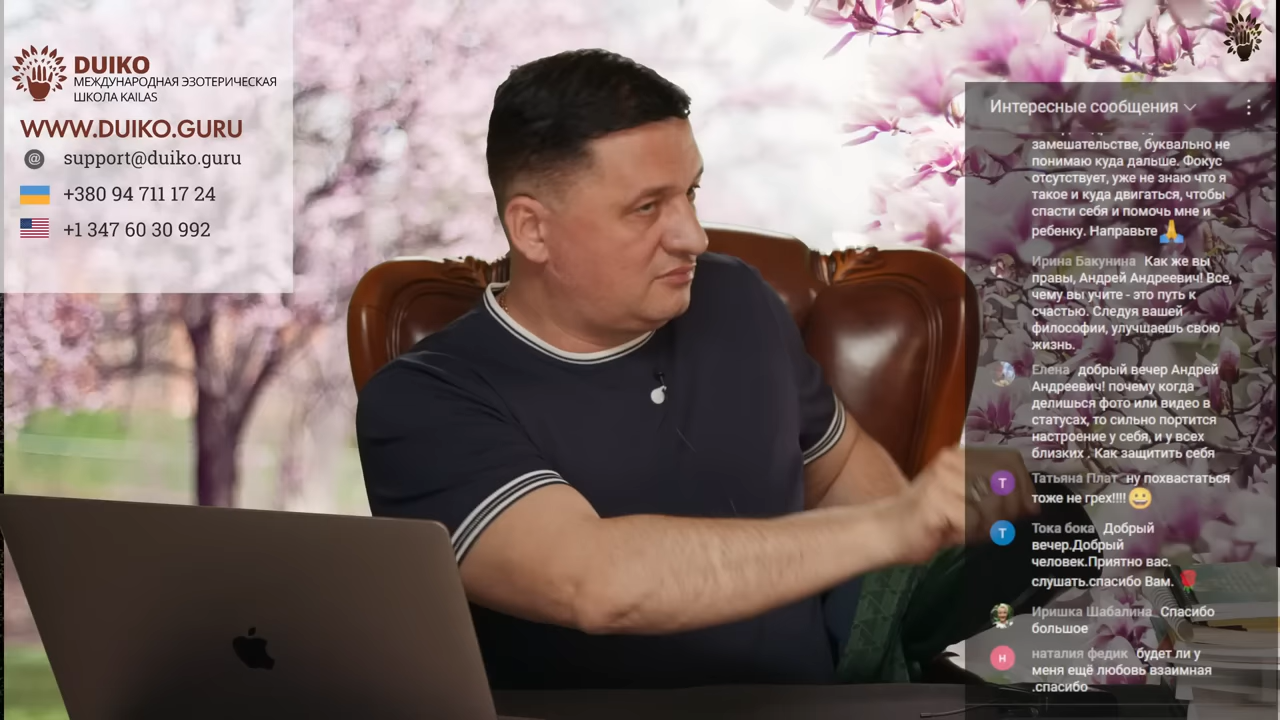 DUIKO
МЕЖДУНАРОДНАЯ ЭЗОТЕРИЧЕСКАЯ
ШКОЛА KAILAS
WWW.DUIKO.GURU
@ support@duiko.guru
+380 94 711 17 24
+1 347 60 30 992
Интересные сообщения
замешательстве, буквально не
понимаю куда дальше. Фокус
отсутствует, уже не знаю что я
такое и куда двигаться, чтобы
спасти себя и помочь мне и
ребенку. Направьте 🙏
Ирина Бакунина Как же вы
правы, Андрей Андреевич! Все,
чему вы учите - это путь к
счастью. Следуя вашей
философии, улучшаешь свою
жизнь.
Елена добрый вечер Андрей
Андреевич! почему когда
делишься фото или видео в
статусах, то сильно портится
настроение у себя, и у всех
близких . Как защитить себя
Т Татьяна Плат ну похвастаться
тоже не грех!!!! 😀
Т Тока бока Добрый
вечер.Добрый
человек.Приятно вас.
слушать.спасибо Вам. 🌹
Иришка Шабалина Спасибо
большое
н наталия федик будет ли у
меня ещё любовь взаимная
.спасибо